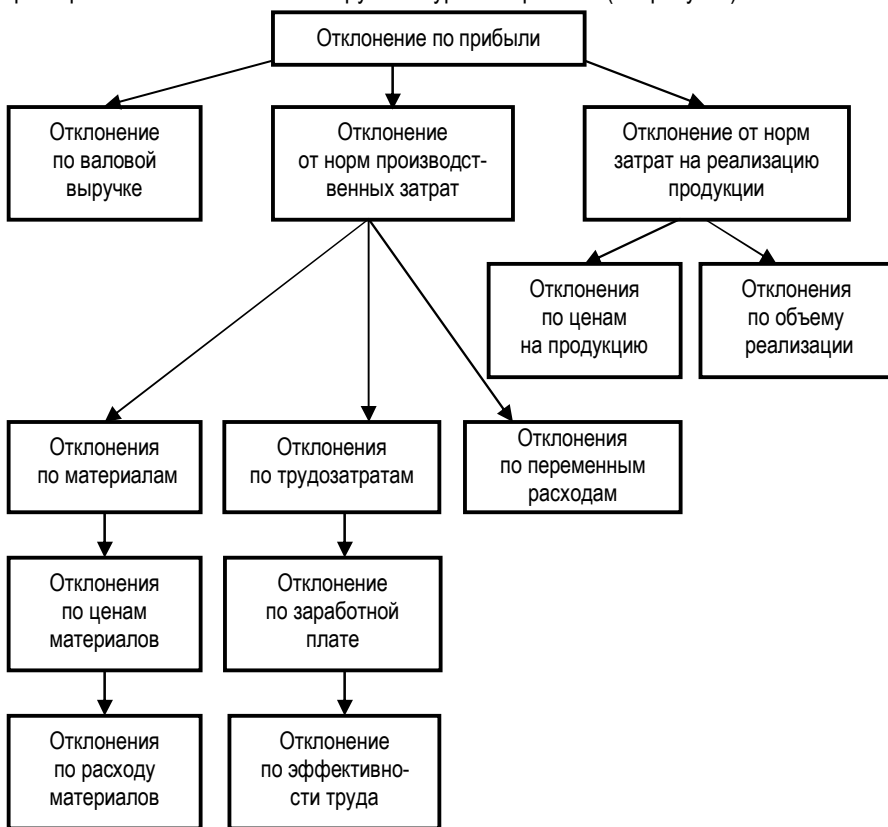 Отклонение по прибыли
Отклонение
по валовой
выручке
Отклонение
от норм производст-
венных затрат
Отклонение от норм
затрат на реализацию
продукции
Отклонения
по ценам
на продукцию
Отклонения
по объему
реализации
Отклонения
по материалам
Отклонения
по трудозатратам
Отклонения
по переменным
расходам
Отклонения
по ценам
материалов
Отклонение
по заработной
плате
Отклонения
по расходу
материалов
Отклонение
по эффективно-
сти труда